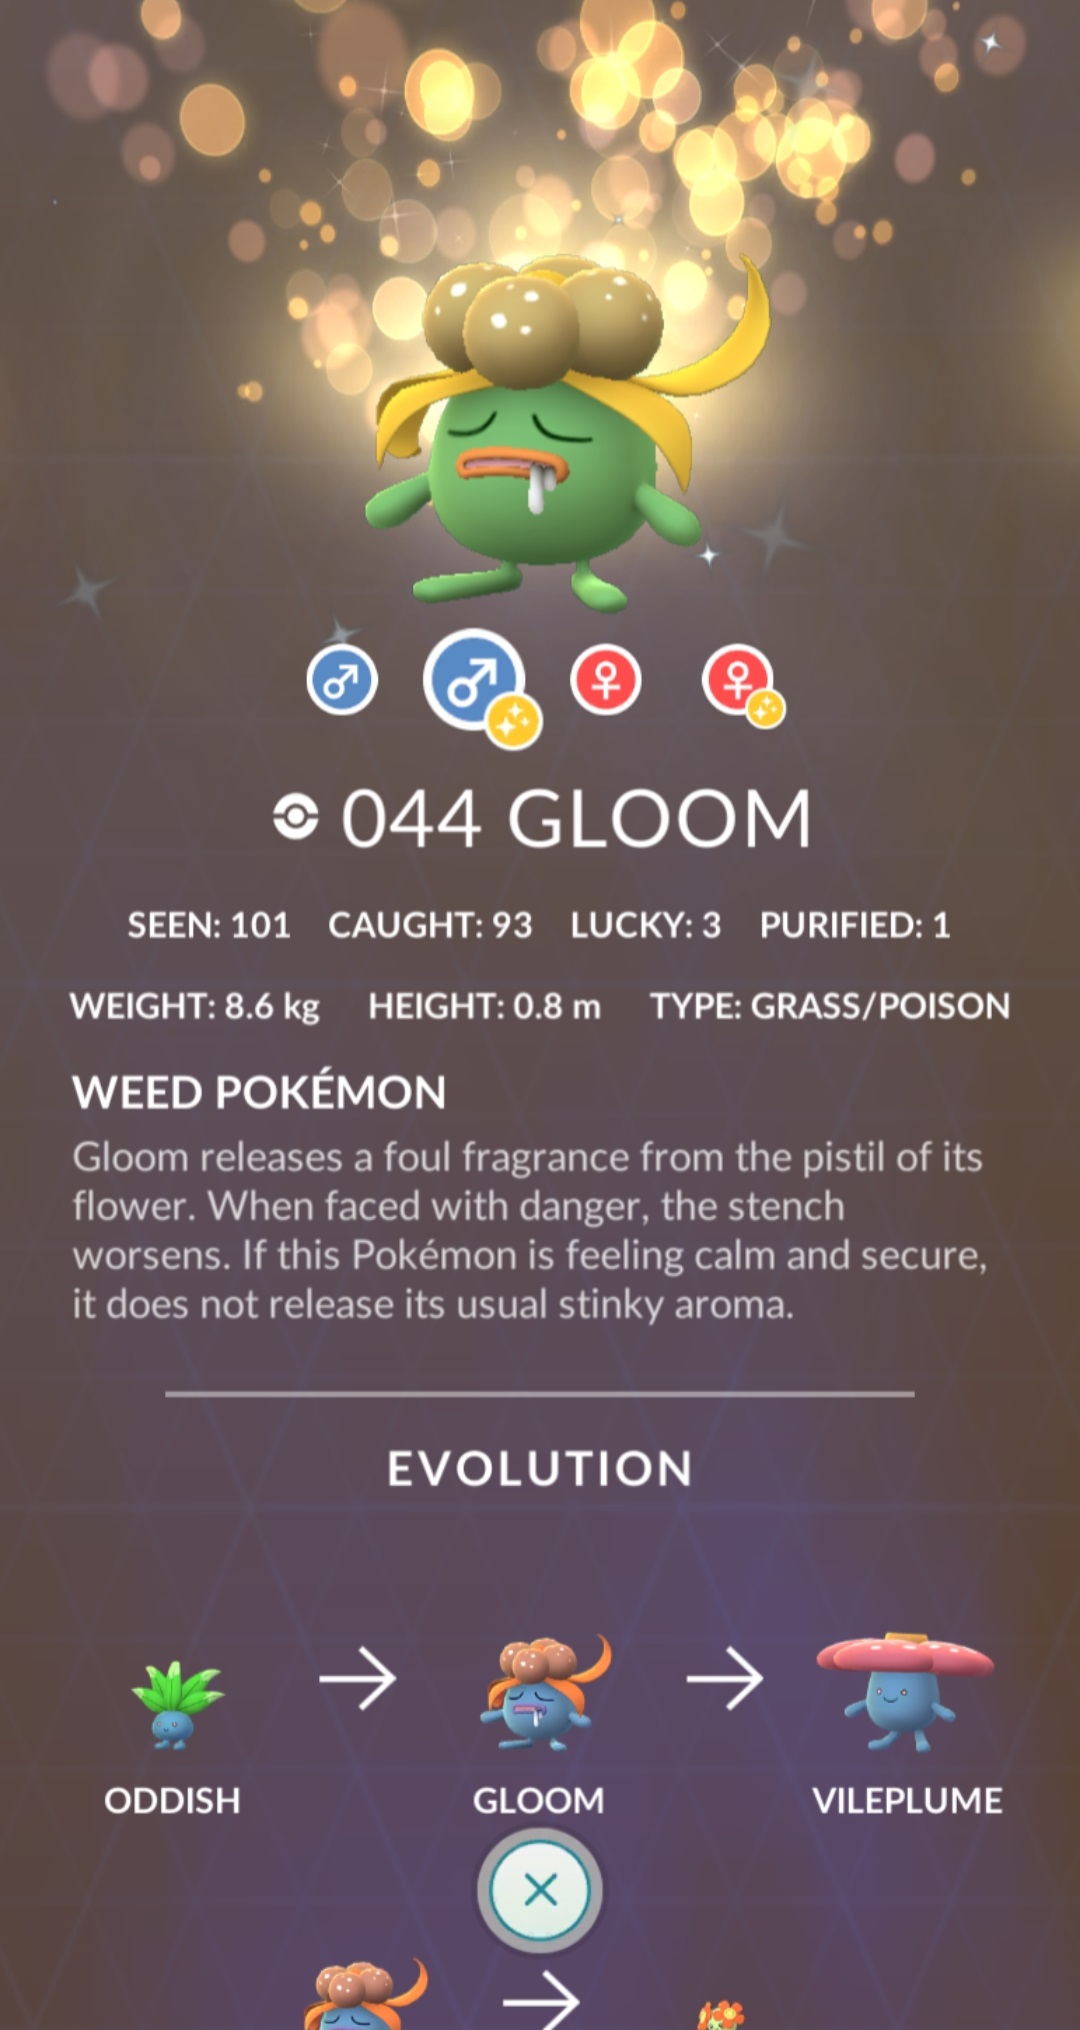 044 GLOOM
SEEN: 101 CAUGHT: 93 LUCKY: 3 PURIFIED: 1
WEIGHT: 8.6 kg HEIGHT: 0.8 m TYPE: GRASS/POISON
WEED POKÉMON
Gloom releases a foul fragrance from the pistil of its
flower. When faced with danger, the stench
worsens. If this Pokémon is feeling calm and secure,
it does not release its usual stinky aroma.
EVOLUTION
ODDISH GLOOM VILEPLUME